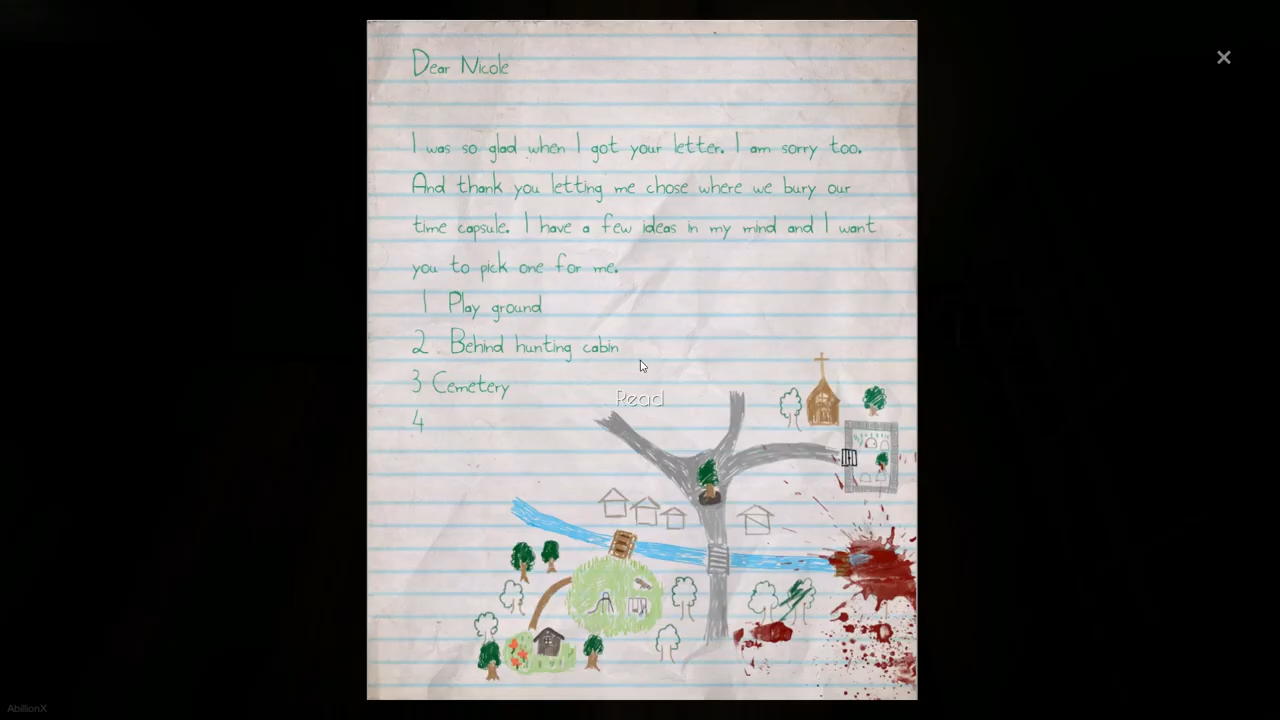 Dear Nicole
I was so glad when I got your letter. I am sorry too.
And thank you letting me chose where we bury our
time capsule. I have a few ideas in my mind and I want
you to pick one for me.
1 Play ground
2 Behind hunting cabin
3 Cemetery
Read
4
AbillionX